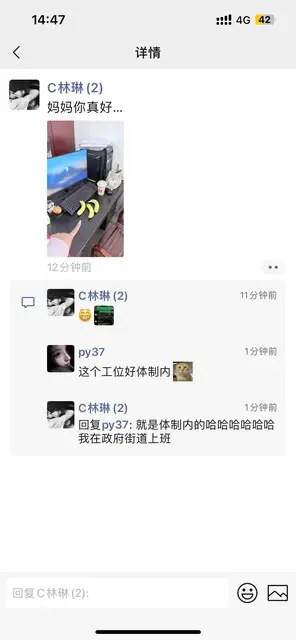 14:47
4G
42
详情
C林琳(2)
妈妈你真好...
12分钟前
C林琳(2)
11分钟前
py37
1分钟前
这个工位好体制内
C林琳(2)
1分钟前
回复py37: 就是体制内的哈哈哈哈哈哈
我在政府街道上班
回复C林琳(2):